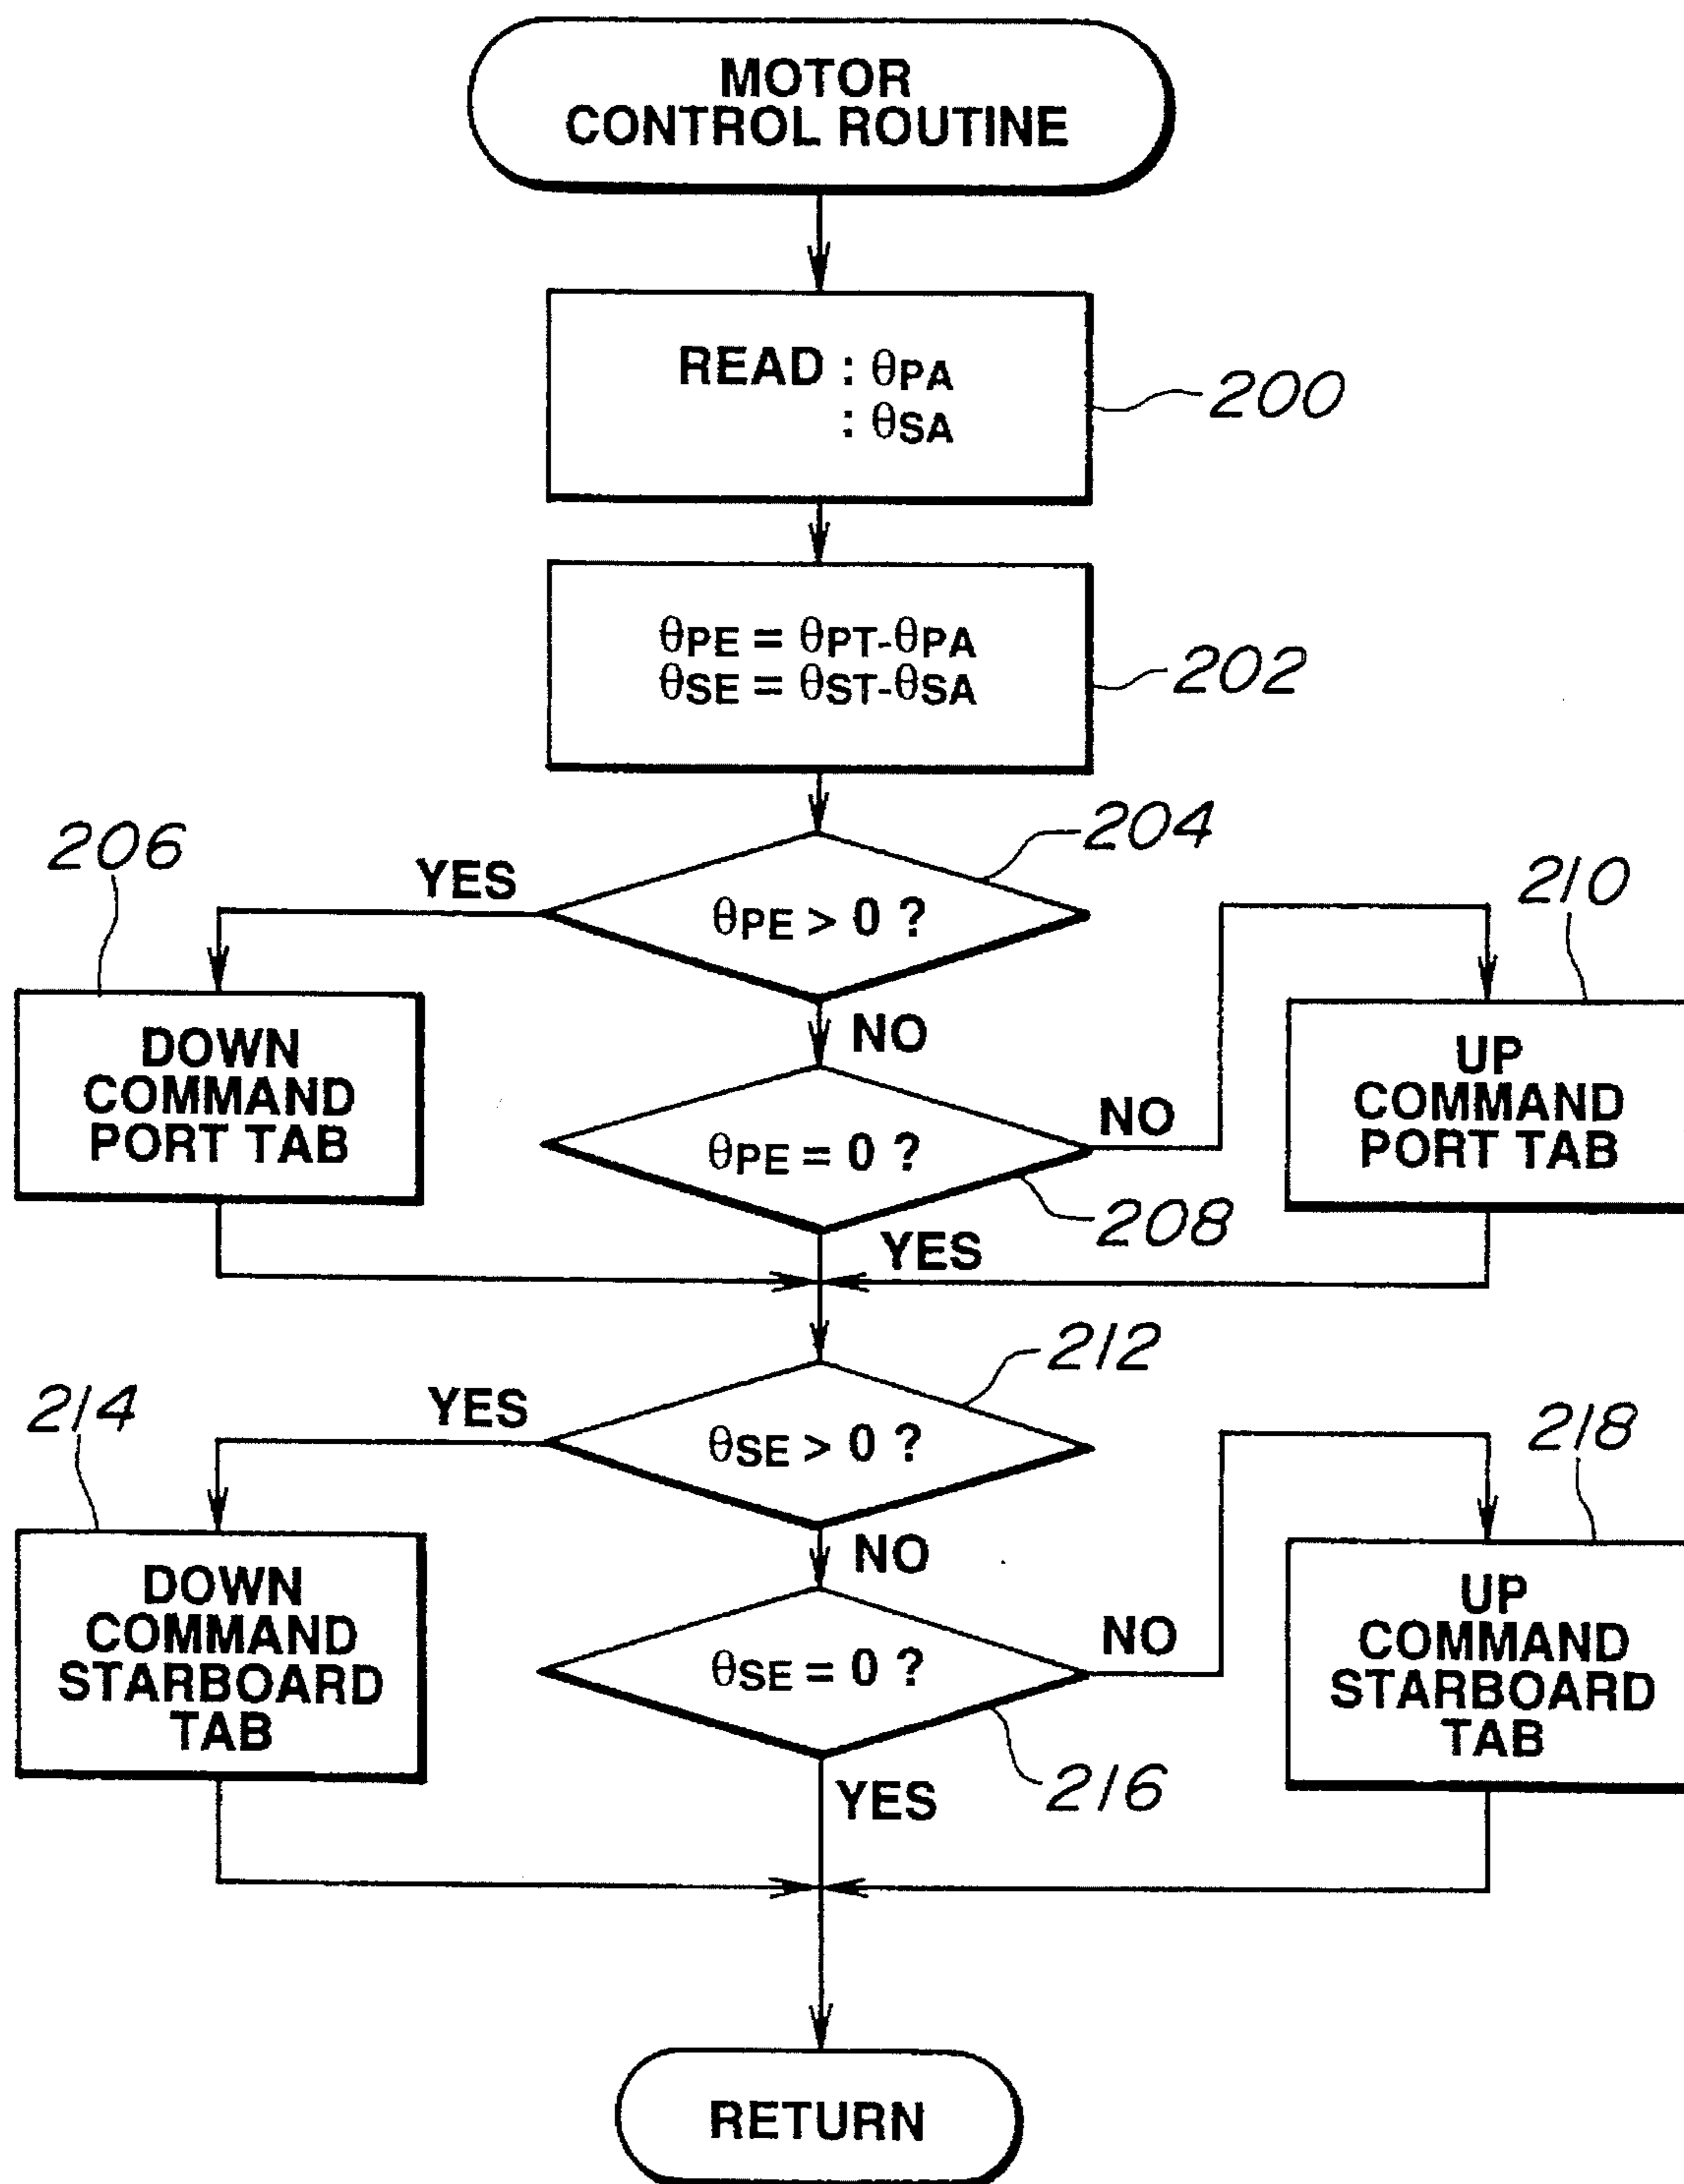 MOTOR
CONTROL ROUTINE
READ : θPA
: θSA
200
θPE = θPT-θPA
θSE = θST-θSA
202
204
206
YES
θPE > 0 ?
210
NO
DOWN
COMMAND
PORT TAB
UP
COMMAND
PORT TAB
θPE = 0 ?
NO
208
YES
212
214
YES
θSE > 0 ?
218
NO
DOWN
COMMAND
STARBOARD
TAB
UP
COMMAND
STARBOARD
TAB
θSE = 0 ?
NO
216
YES
RETURN